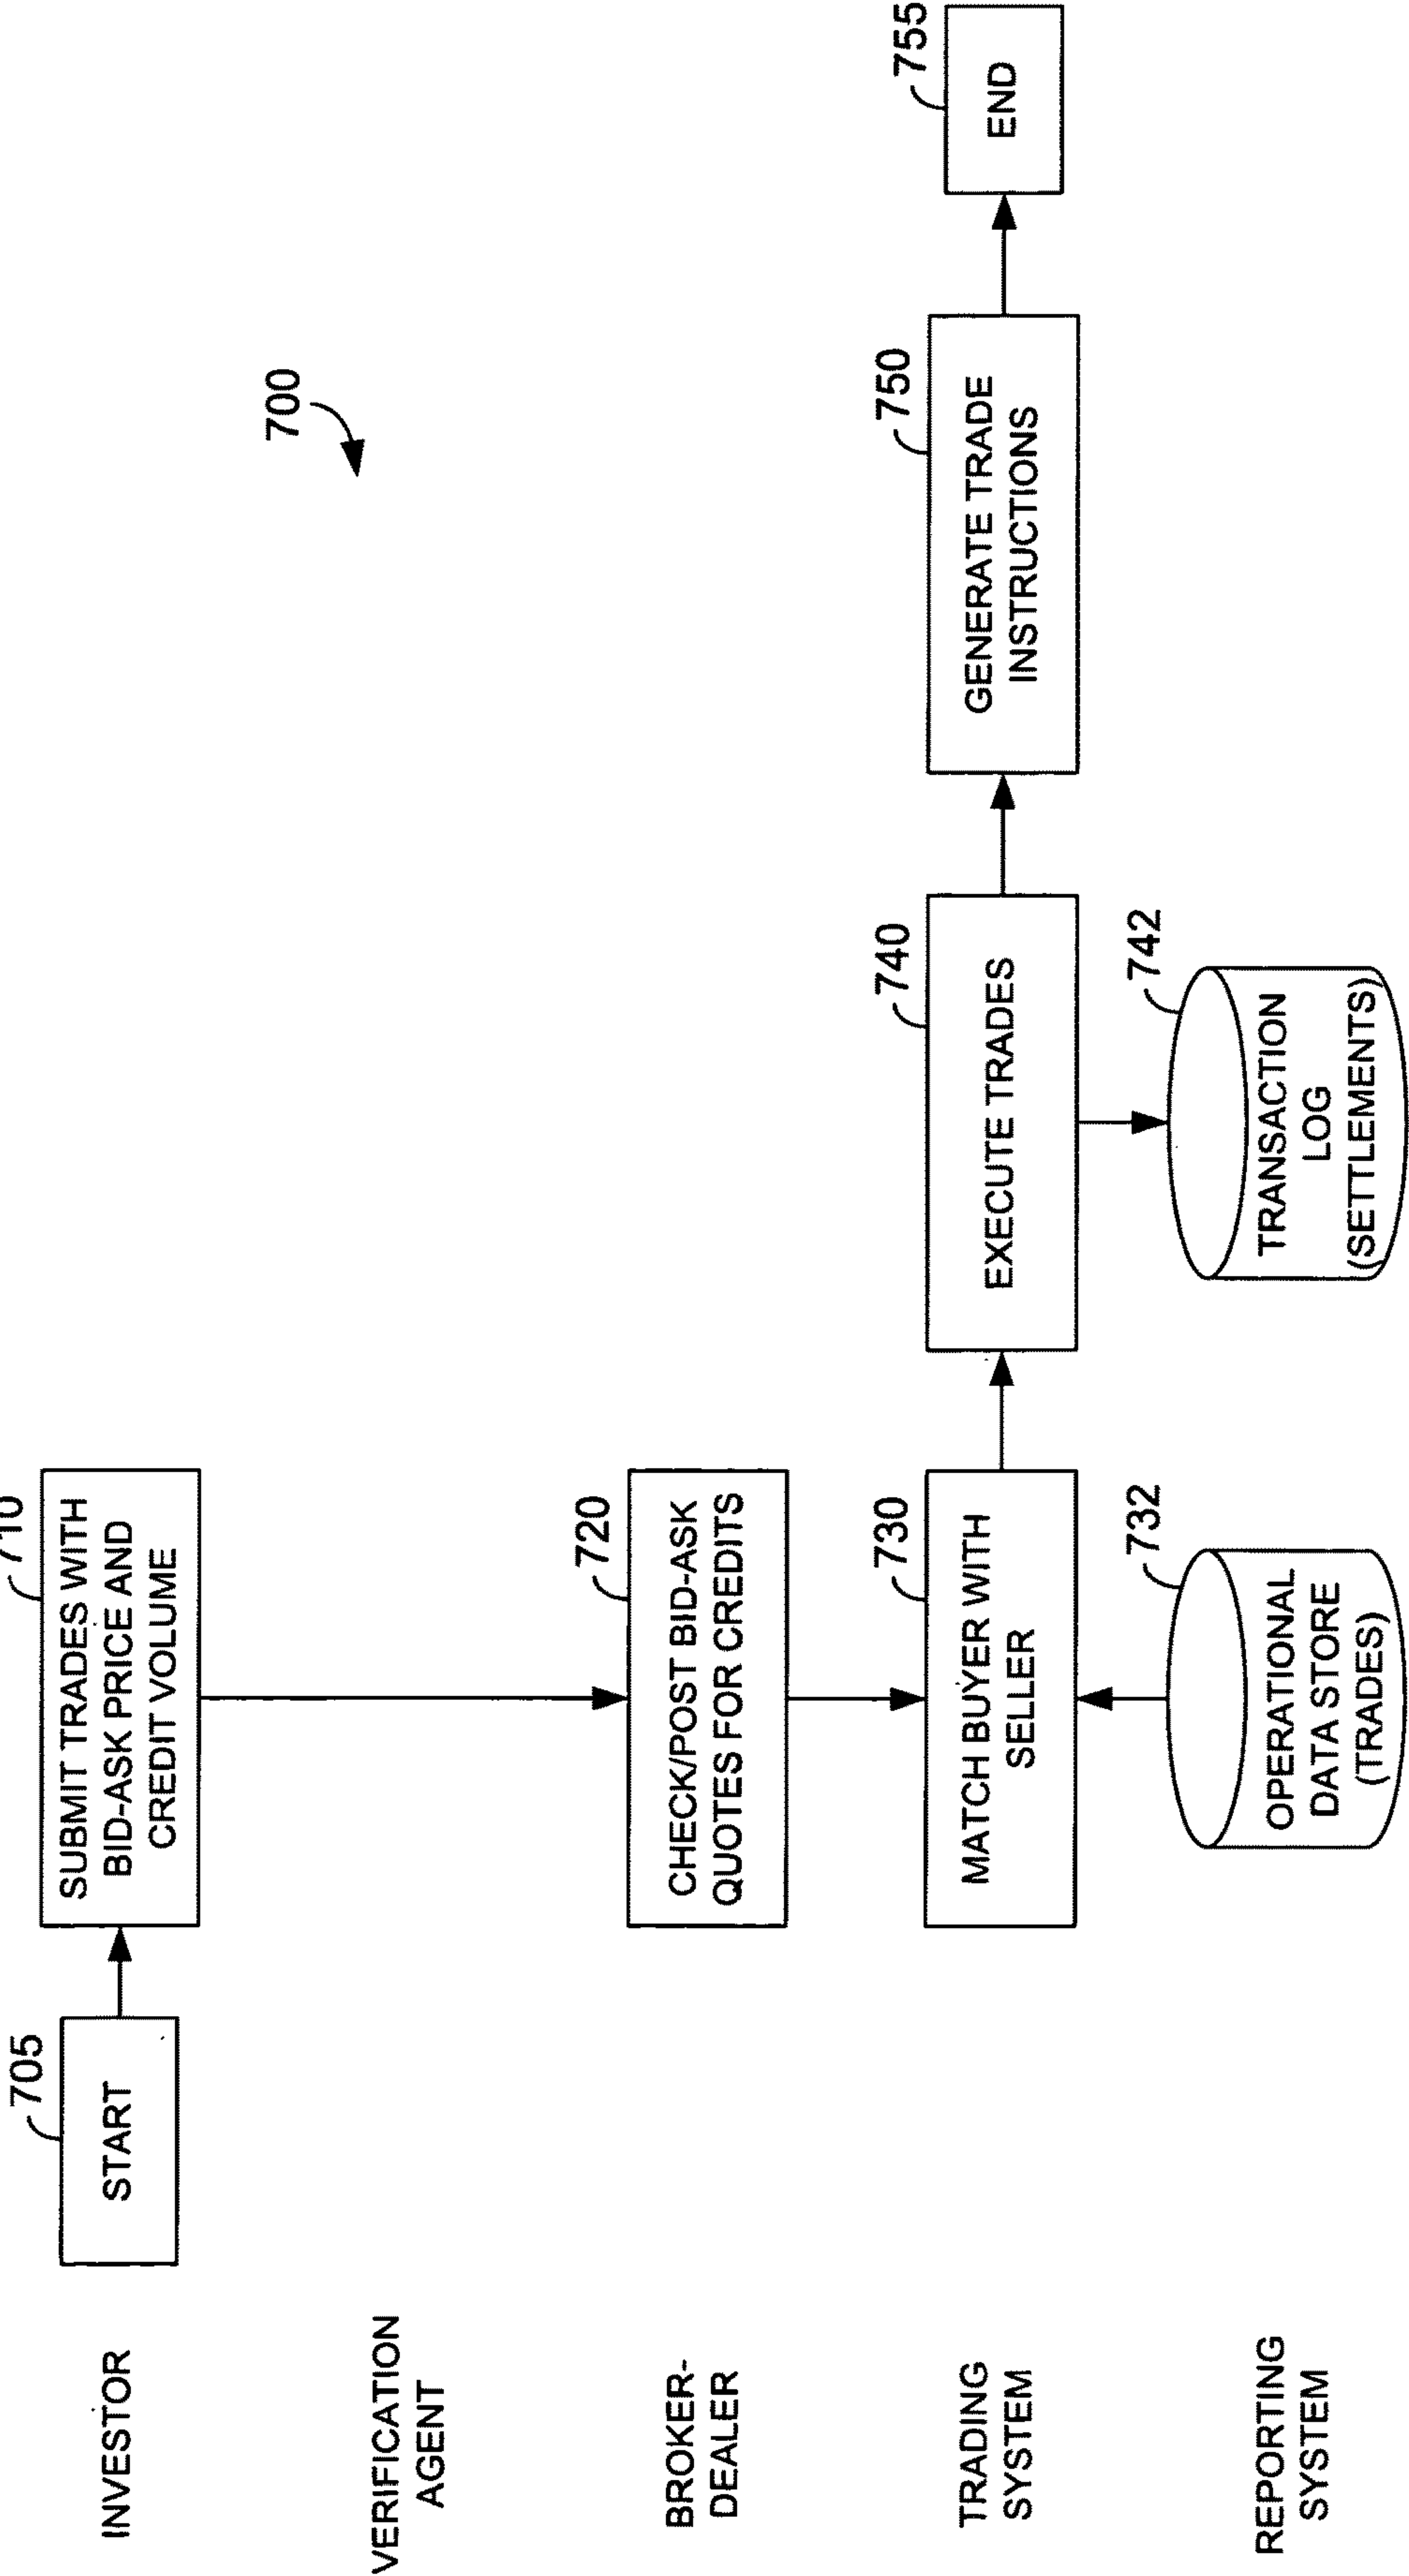 700
INVESTOR
705
START
710
SUBMIT TRADES WITH
BID-ASK PRICE AND
CREDIT VOLUME
VERIFICATION
AGENT
BROKER-
DEALER
720
CHECK/POST BID-ASK
QUOTES FOR CREDITS
TRADING
SYSTEM
730
MATCH BUYER WITH
SELLER
740
EXECUTE TRADES
750
GENERATE TRADE
INSTRUCTIONS
755
END
REPORTING
SYSTEM
732
OPERATIONAL
DATA STORE
(TRADES)
742
TRANSACTION
LOG
(SETTLEMENTS)